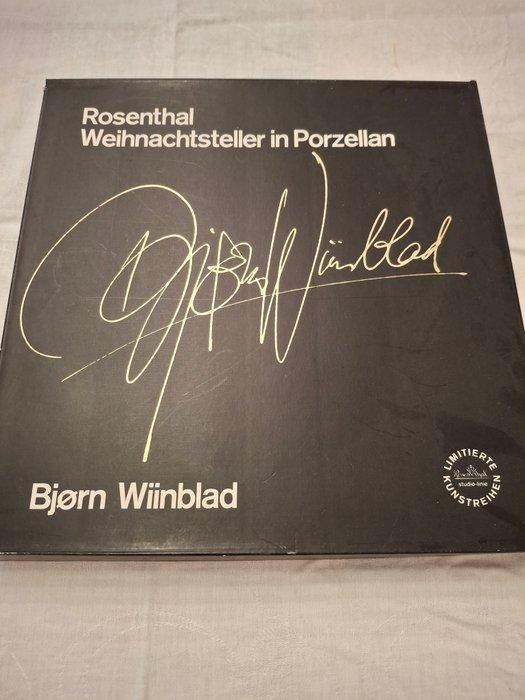 Rosenthal
Weihnachtsteller in Porzellan
Bjørn Wiinblad
Bjørn Wiinblad
LIMITIERTE
studio-linie
KUNSTREIHEN